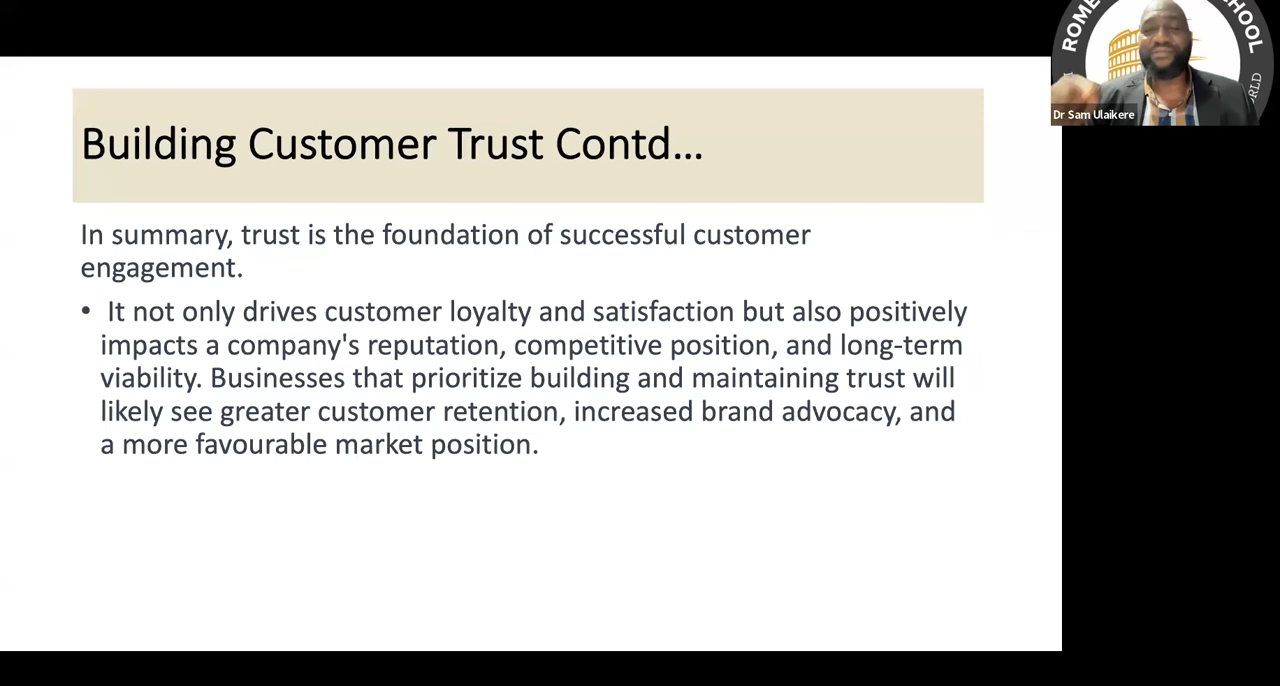 Building Customer Trust Contd...
In summary, trust is the foundation of successful customer
engagement.
• It not only drives customer loyalty and satisfaction but also positively
impacts a company's reputation, competitive position, and long-term
viability. Businesses that prioritize building and maintaining trust will
likely see greater customer retention, increased brand advocacy, and
a more favourable market position.
ROME
Dr Sam Ulaikere